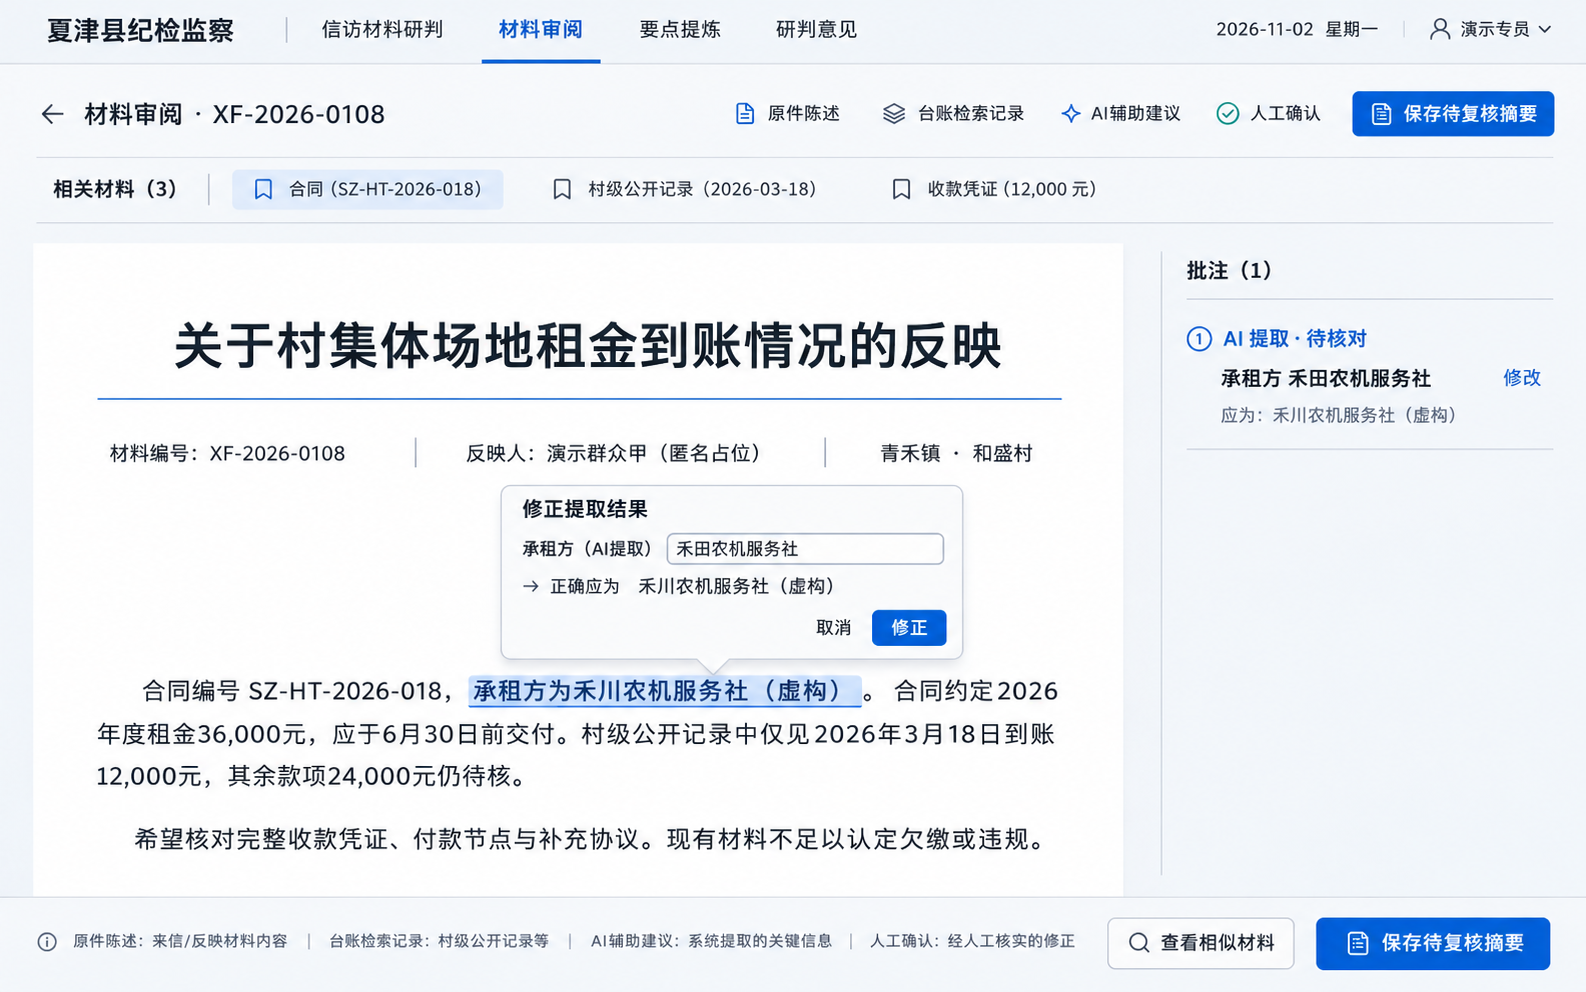 夏津县纪检监察
信访材料研判
材料审阅
要点提炼
研判意见
2026-11-02 星期一
演示专员
材料审阅 · XF-2026-0108
原件陈述
台账检索记录
AI辅助建议
人工确认
保存待复核摘要
相关材料（3）
合同（SZ-HT-2026-018）
村级公开记录（2026-03-18）
收款凭证（12,000 元）
关于村集体场地租金到账情况的反映
材料编号：XF-2026-0108
反映人：演示群众甲（匿名占位）
青禾镇 · 和盛村
修正提取结果
承租方（AI提取） 禾田农机服务社
→ 正确应为 禾川农机服务社（虚构）
取消 修正
合同编号 SZ-HT-2026-018，承租方为禾川农机服务社（虚构）。合同约定2026
年度租金36,000元，应于6月30日前交付。村级公开记录中仅见2026年3月18日到账
12,000元，其余款项24,000元仍待核。
希望核对完整收款凭证、付款节点与补充协议。现有材料不足以认定欠缴或违规。
批注（1）
1 AI 提取 · 待核对
承租方 禾田农机服务社 修改
应为：禾川农机服务社（虚构）
原件陈述：来信/反映材料内容 | 台账检索记录：村级公开记录等 | AI辅助建议：系统提取的关键信息 | 人工确认：经人工核实的修正
查看相似材料
保存待复核摘要